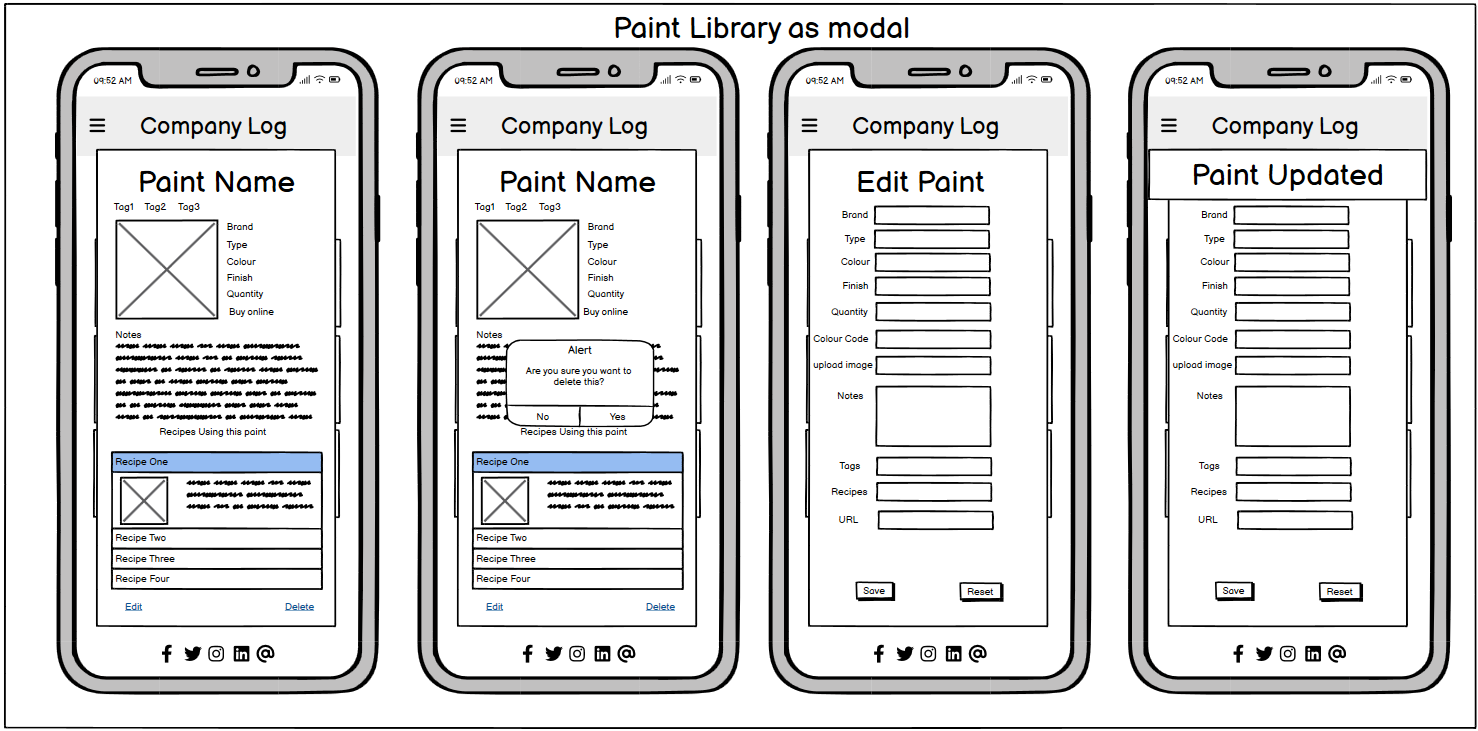 Paint Library as modal
09:52 AM
Company Log
Paint Name
Tag1 Tag2 Tag3
Brand
Type
Colour
Finish
Quantity
Buy online
Notes
Recipes Using this paint
Recipe One
Recipe Two
Recipe Three
Recipe Four
Edit Delete
09:52 AM
Company Log
Paint Name
Tag1 Tag2 Tag3
Brand
Type
Colour
Finish
Quantity
Buy online
Notes
Alert
Are you sure you want to
delete this?
No Yes
Recipes Using this paint
Recipe One
Recipe Two
Recipe Three
Recipe Four
Edit Delete
09:52 AM
Company Log
Edit Paint
Brand
Type
Colour
Finish
Quantity
Colour Code
upload image
Notes
Tags
Recipes
URL
Save Reset
09:52 AM
Company Log
Paint Updated
Brand
Type
Colour
Finish
Quantity
Colour Code
upload image
Notes
Tags
Recipes
URL
Save Reset